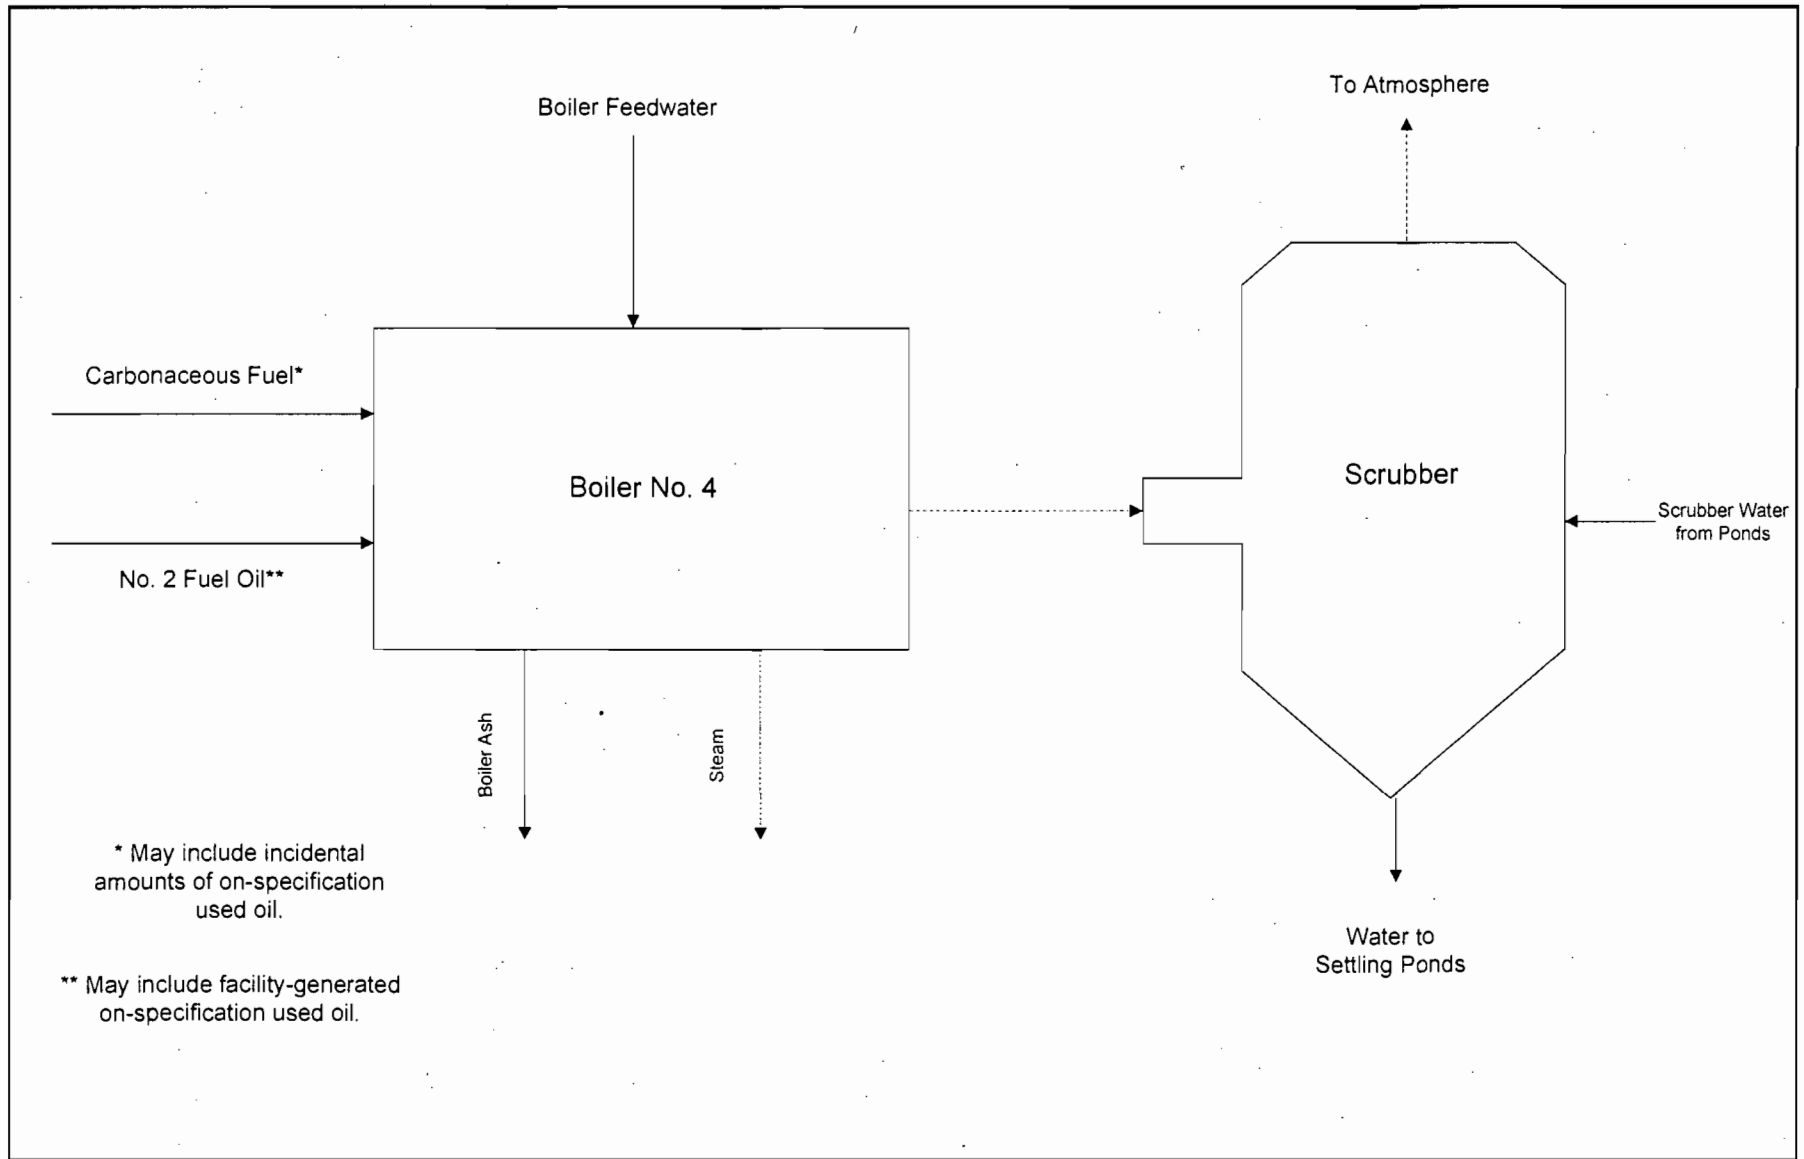 To Atmosphere
Boiler Feedwater
Carbonaceous Fuel*
Boiler No. 4
Scrubber
Scrubber Water
from Ponds
No. 2 Fuel Oil**
Boiler Ash
Steam
* May include incidental
amounts of on-specification
used oil.
Water to
Settling Ponds
** May include facility-generated
on-specification used oil.